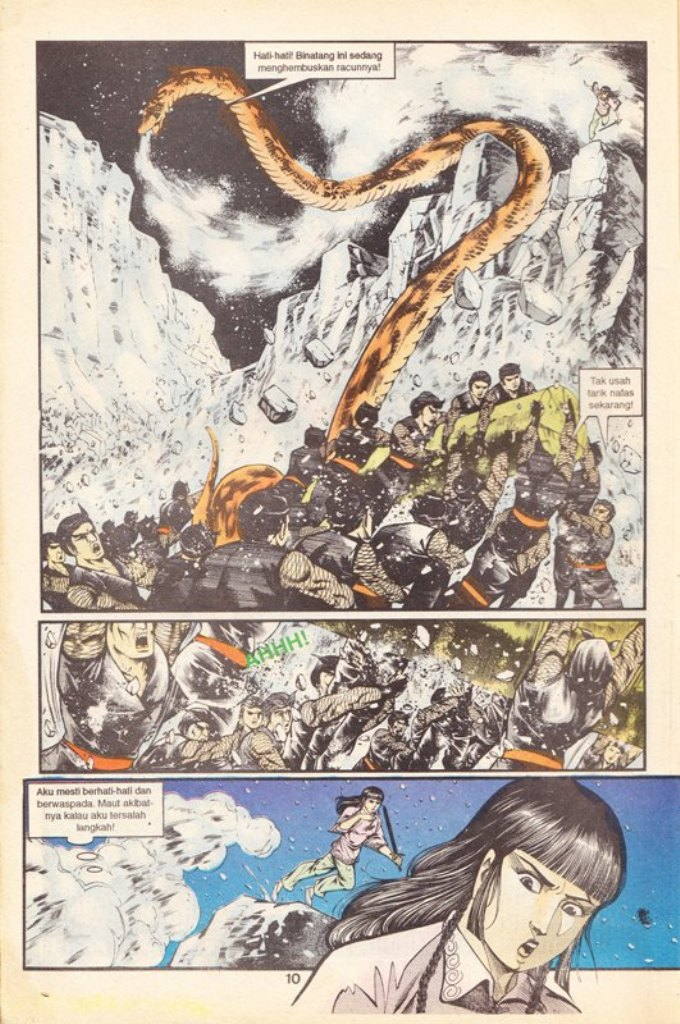 Hati-hati! Binatang ini sedang
menghembuskan racunnya!
Tak usah
tarik nafas
sekarang!
AHHH!
Aku mesti berhati-hati dan
berwaspada. Maut akibat-
nya kalau aku tersalah
langkah!
10